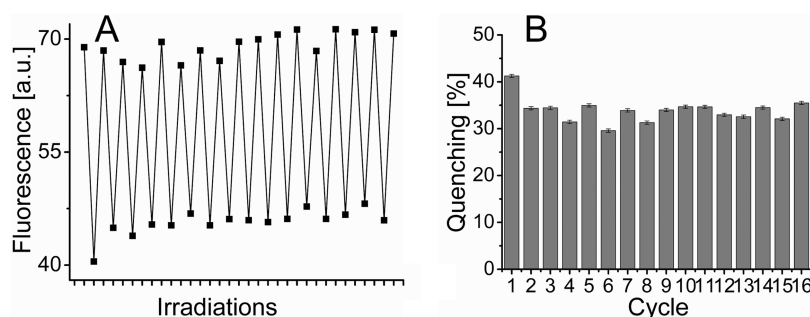 A
Fluorescence [a.u.]
70
55
40
Irradiations
B
Quenching [%]
50
40
30
20
10
0
1 2 3 4 5 6 7 8 9 10 11 12 13 14 15 16
Cycle